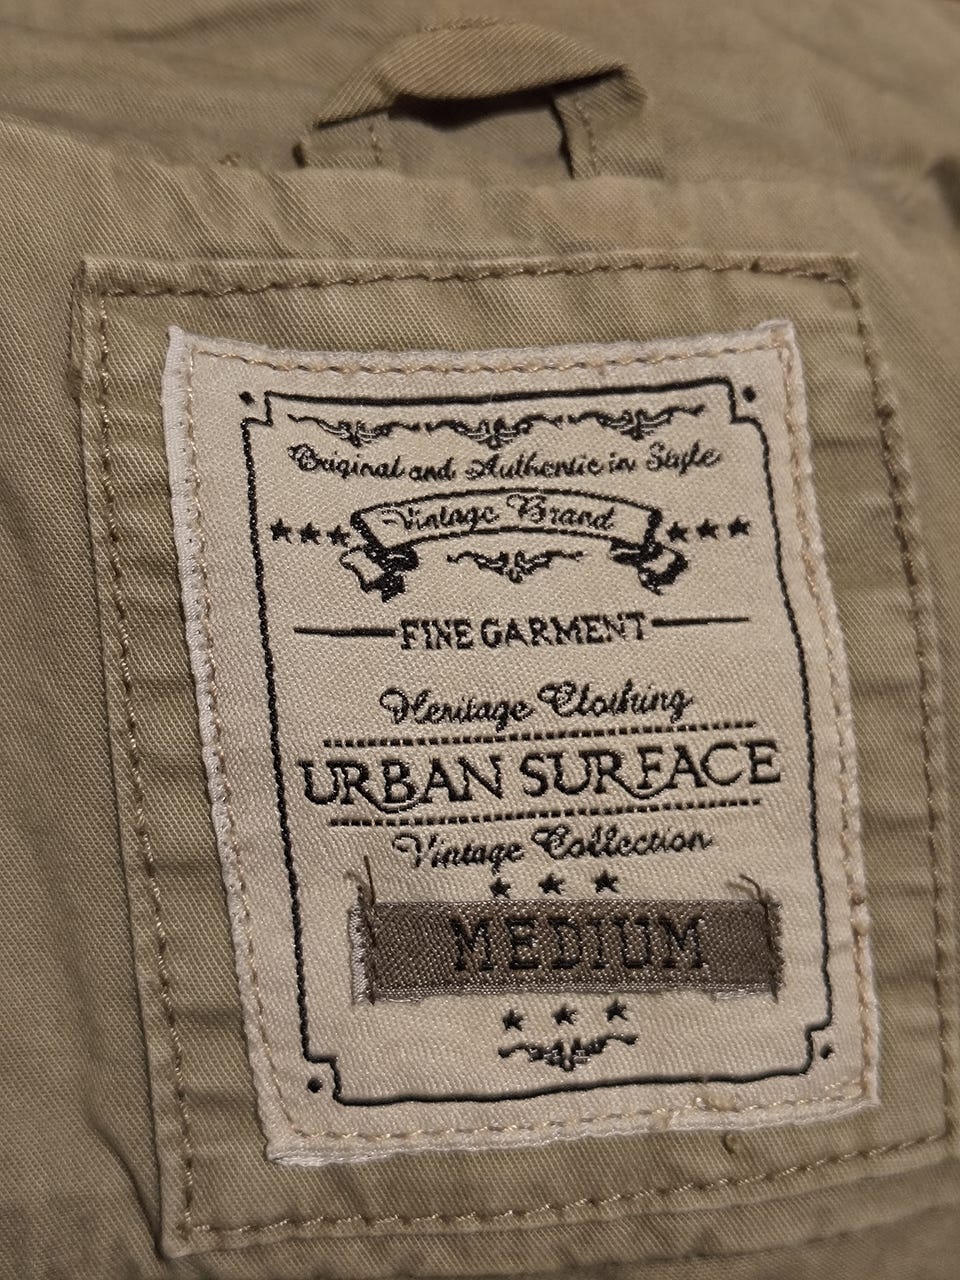 Original and Authentic in Style
Vintage Brand
FINE GARMENT
Heritage Clothing
URBAN SURFACE
Vintage Collection
MEDIUM